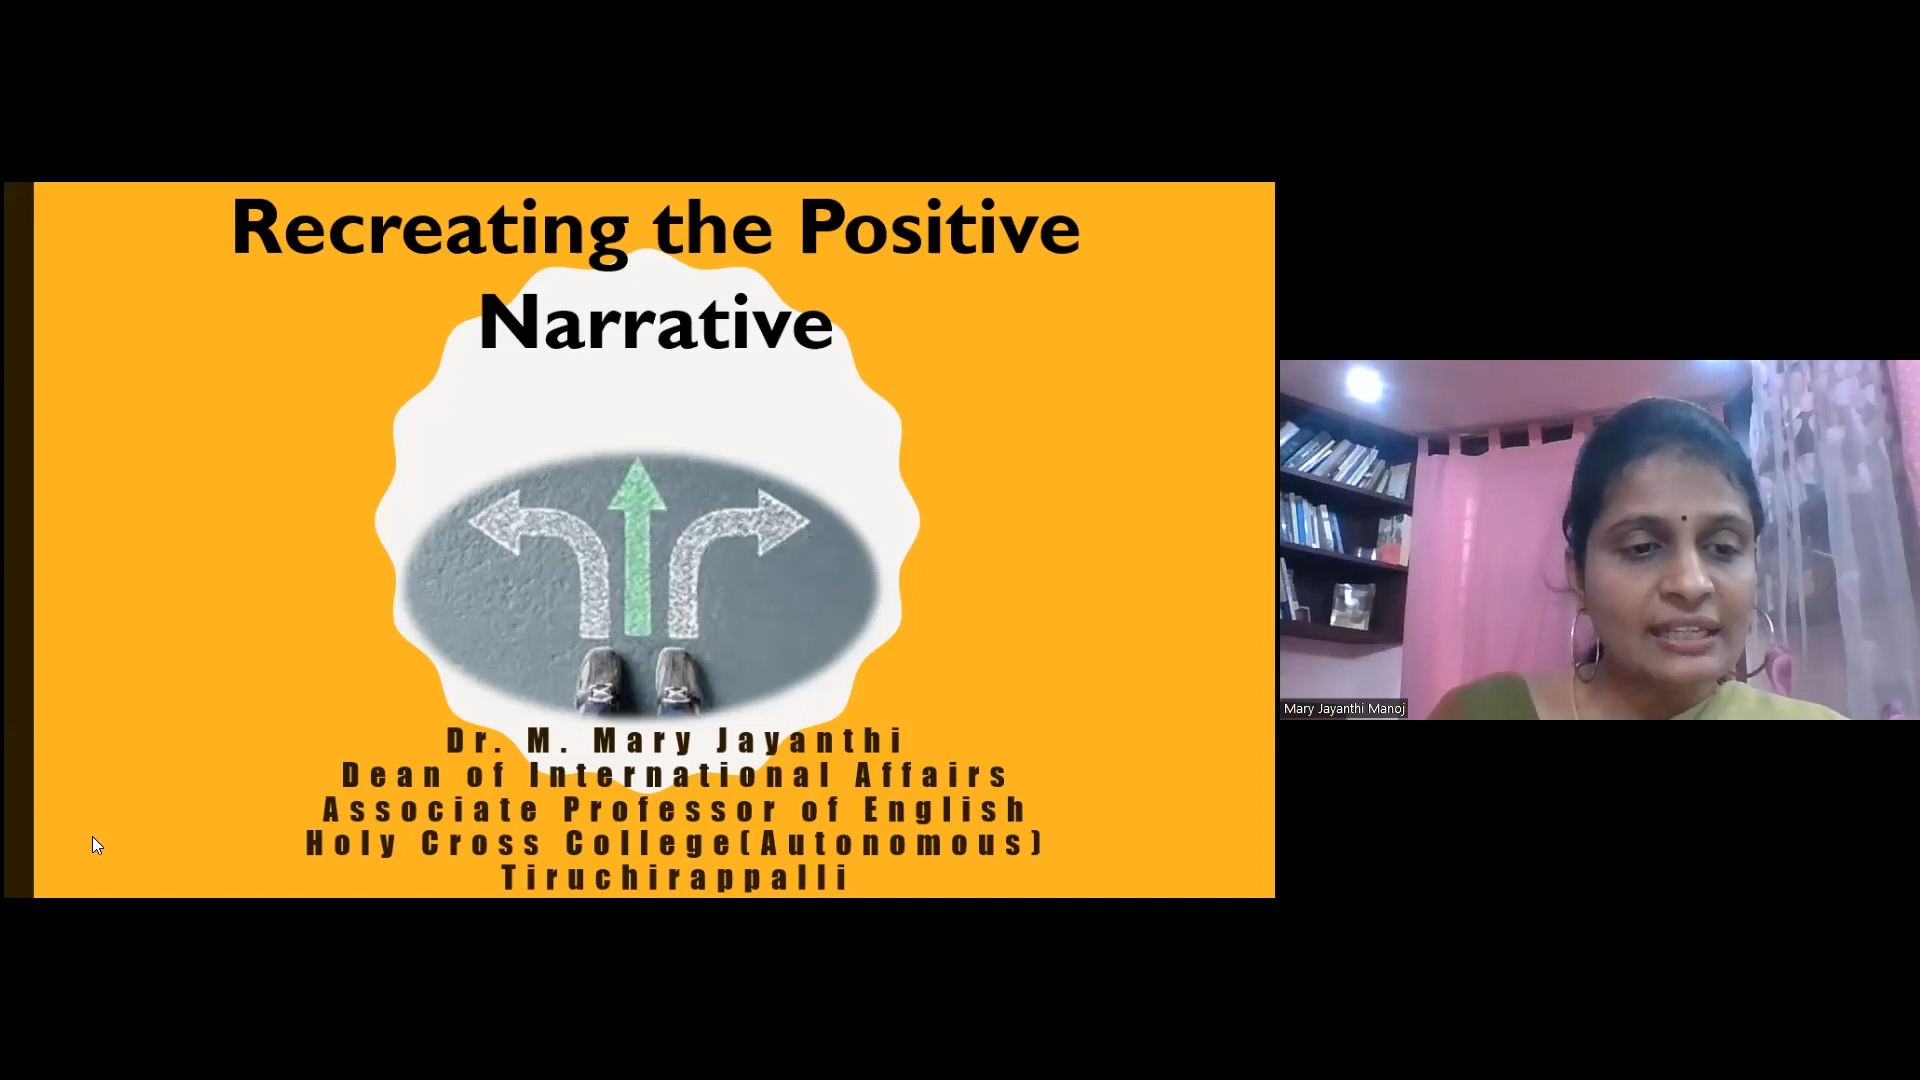 Recreating the Positive
Narrative
Dr. M. Mary Jayanthi
Dean of International Affairs
Associate Professor of English
Holy Cross College(Autonomous)
Tiruchirappalli
Mary Jayanthi Manoj